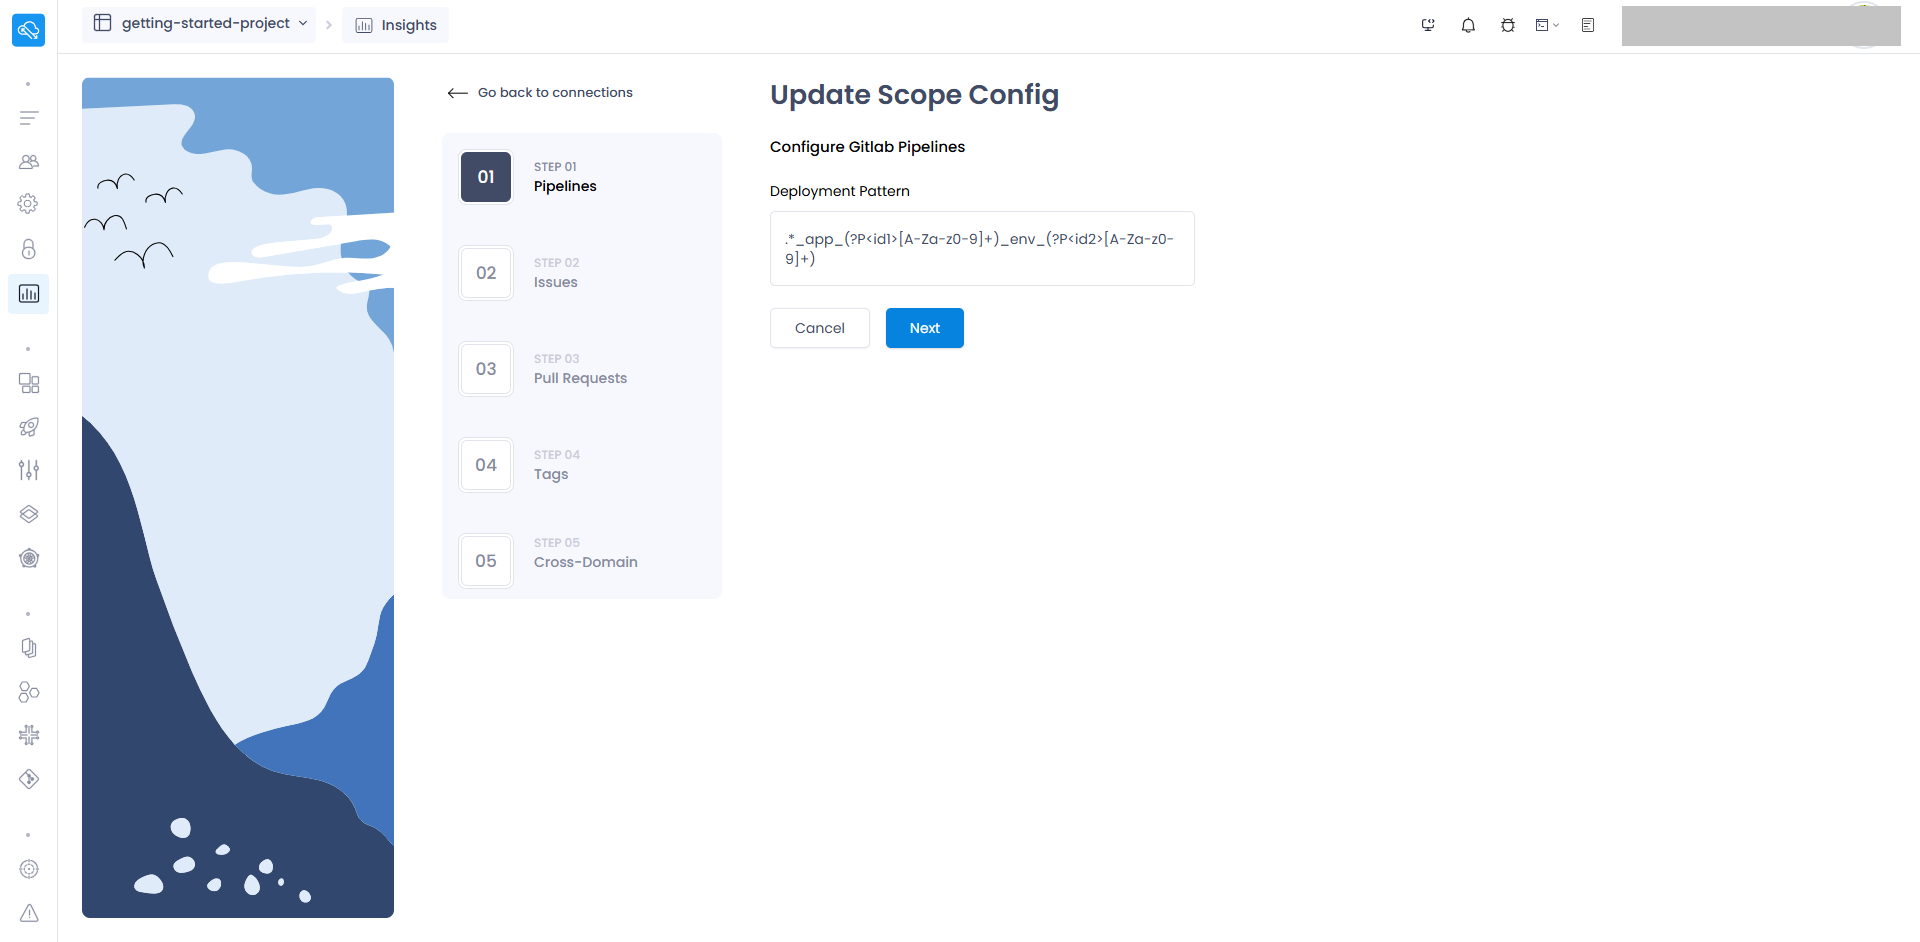 getting-started-project
Insights
Go back to connections
01
STEP 01
Pipelines
02
STEP 02
Issues
03
STEP 03
Pull Requests
04
STEP 04
Tags
05
STEP 05
Cross-Domain
Update Scope Config
Configure Gitlab Pipelines
Deployment Pattern
.*_app_(?P<id1>[A-Za-z0-9]+)_env_(?P<id2>[A-Za-z0-
9]+)
Cancel
Next